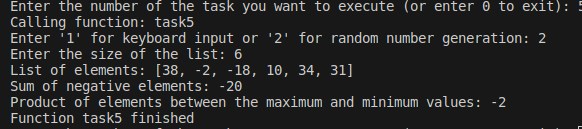 Enter the number of the task you want to execute (or enter 0 to exit): 5
Calling function: task5
Enter '1' for keyboard input or '2' for random number generation: 2
Enter the size of the list: 6
List of elements: [38, -2, -18, 10, 34, 31]
Sum of negative elements: -20
Product of elements between the maximum and minimum values: -2
Function task5 finished